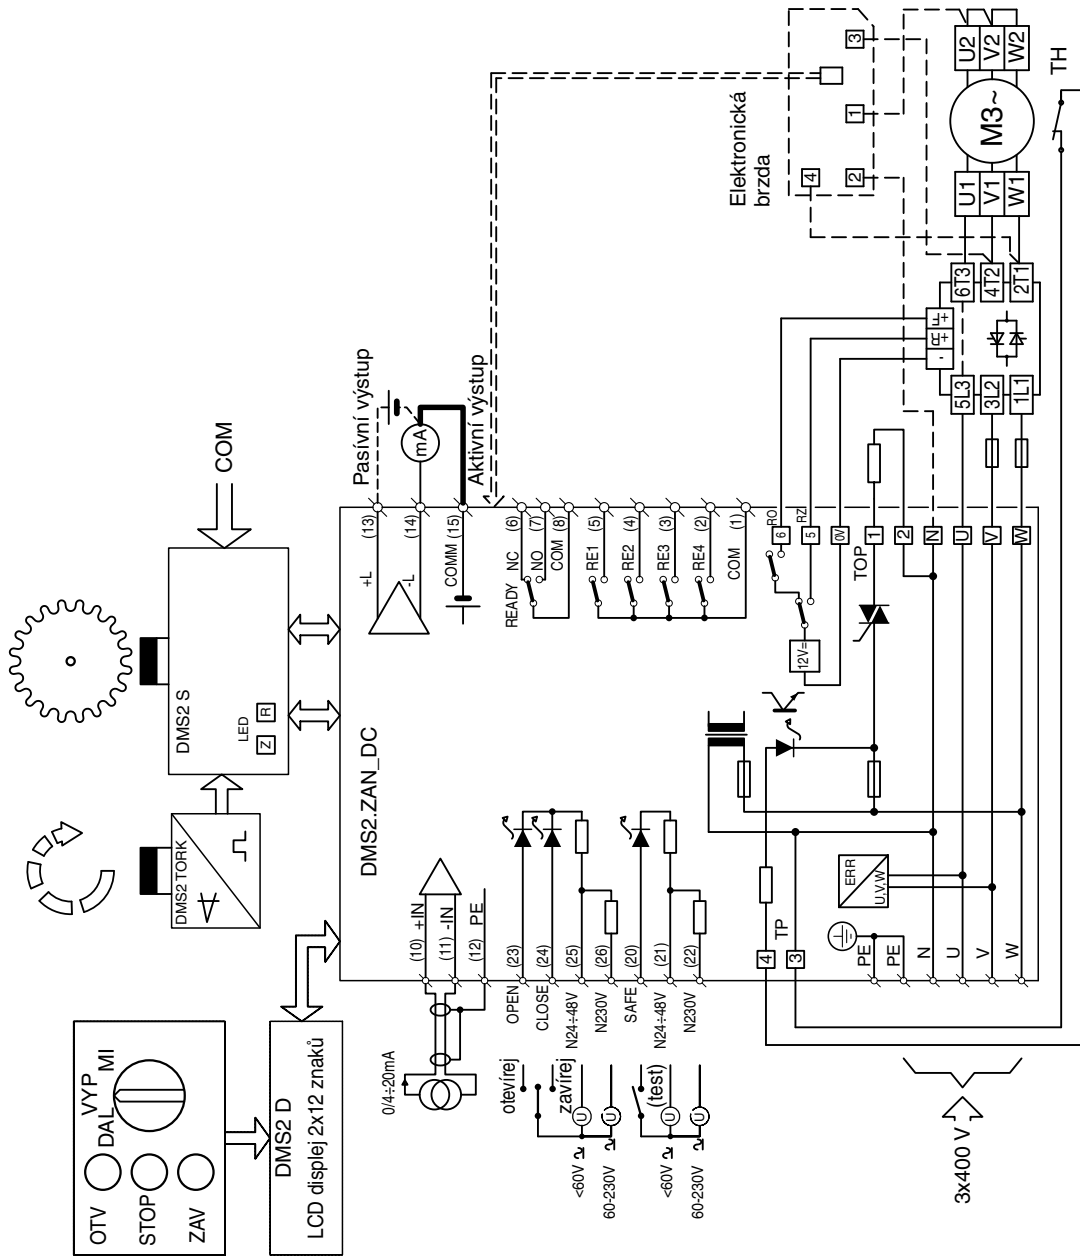 OTV
STOP
ZAV
DAL VYP MI
DMS2 D
LCD displej 2x12 znaků
DMS2 TORK
DMS2 S
LED
Z
R
COM
DMS2.ZAN_DC
0/4÷20mA
(10) +IN
(11) -IN
(12) PE
OPEN (23)
CLOSE (24)
N24÷48V (25)
N230V (26)
SAFE (20)
N24÷48V (21)
N230V (22)
otevírej
zavírej
<60V
U
60-230V
U
(test)
<60V
U
60-230V
U
+L (13)
-L (14)
COMM (15)
Pasívní výstup
mA
Aktivní výstup
READY
NC (6)
NO (7)
COM (8)
RE1 (5)
RE2 (4)
RE3 (3)
RE4 (2)
COM (1)
RO 6
RZ 5
0V
12V=
TOP
1
2
N
U
V
W
4
TP
3
ERR
U,V,W
PE
PE
N
U
V
W
3x400 V
Elektronická
brzda
4
2
1
3
-
+R
+F
5L3
3L2
1L1
6T3
4T2
2T1
U1
V1
W1
M3~
U2
V2
W2
TH